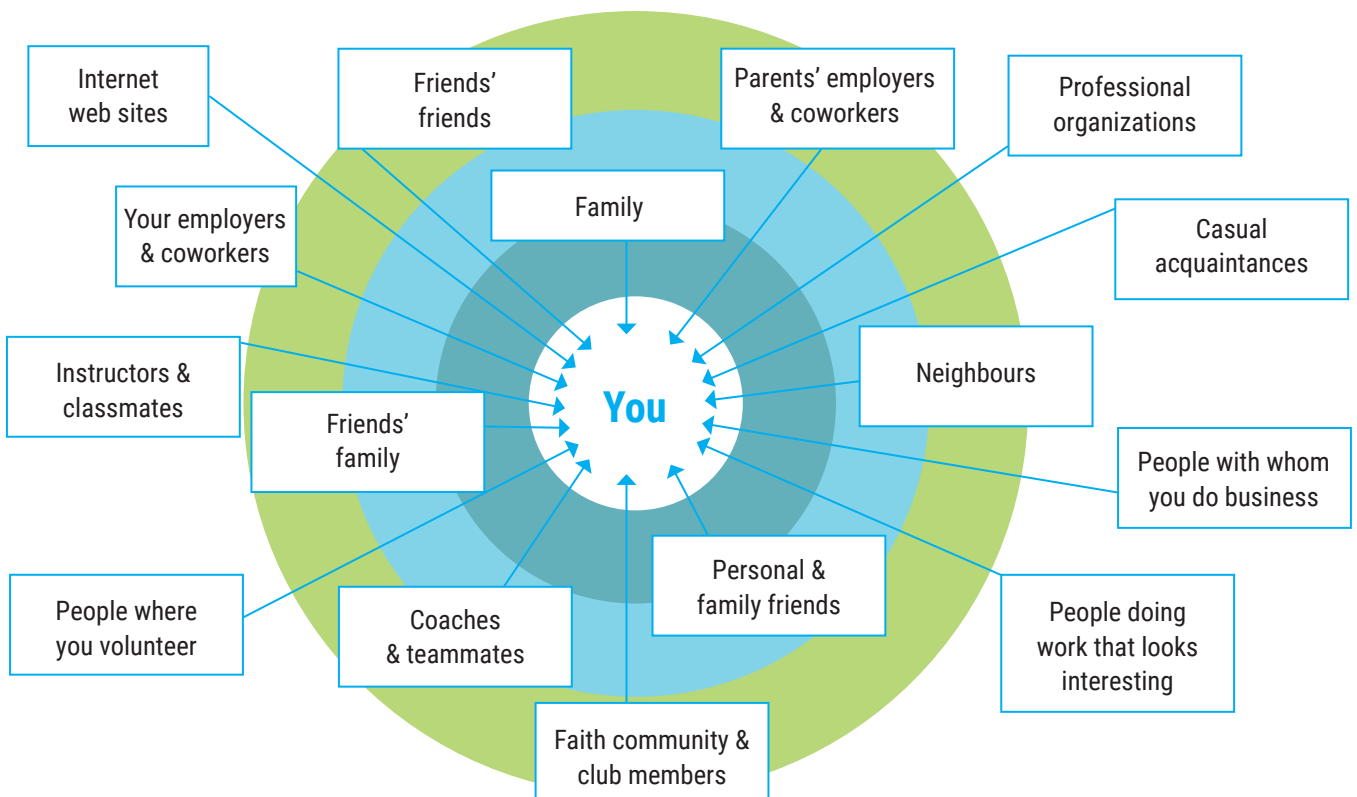 Internet
web sites
Friends’
friends
Parents’ employers
& coworkers
Professional
organizations
Your employers
& coworkers
Family
Casual
acquaintances
Instructors &
classmates
Friends’
family
You
Neighbours
People with whom
you do business
People where
you volunteer
Coaches
& teammates
Personal &
family friends
People doing
work that looks
interesting
Faith community &
club members